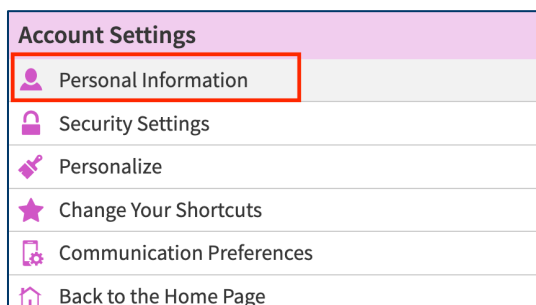 Account Settings
Personal Information
Security Settings
Personalize
Change Your Shortcuts
Communication Preferences
Back to the Home Page